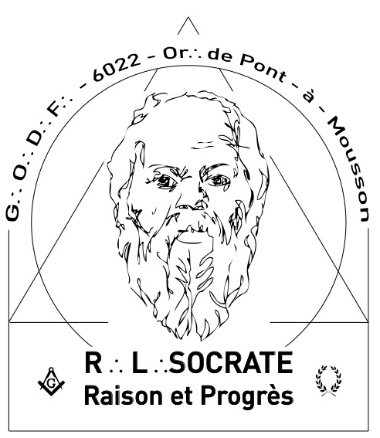 G∴ O∴ D∴ F∴ - 6022 - Or∴ de Pont - à - Mousson
R ∴ L ∴SOCRATE
G
Raison et Progrès